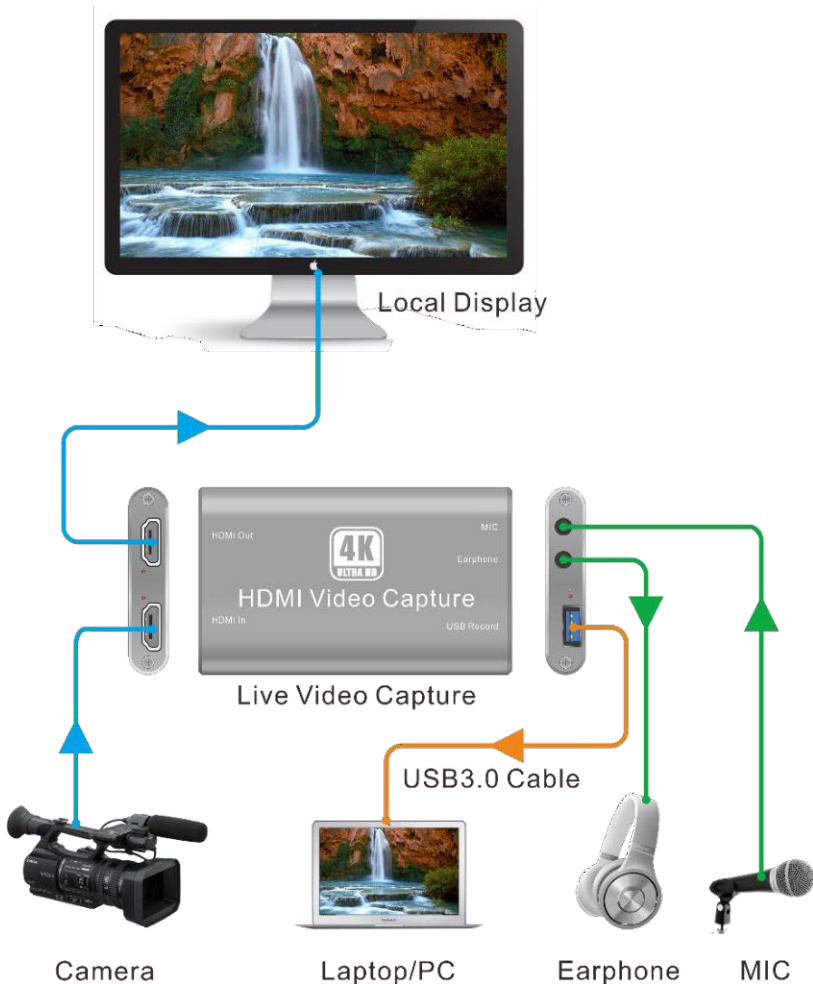 Local Display
HDMI Out
MIC
4K
ULTRA HD
Earphone
HDMI Video Capture
HDMI In
USB Record
Live Video Capture
USB3.0 Cable
Camera
Laptop/PC
Earphone
MIC